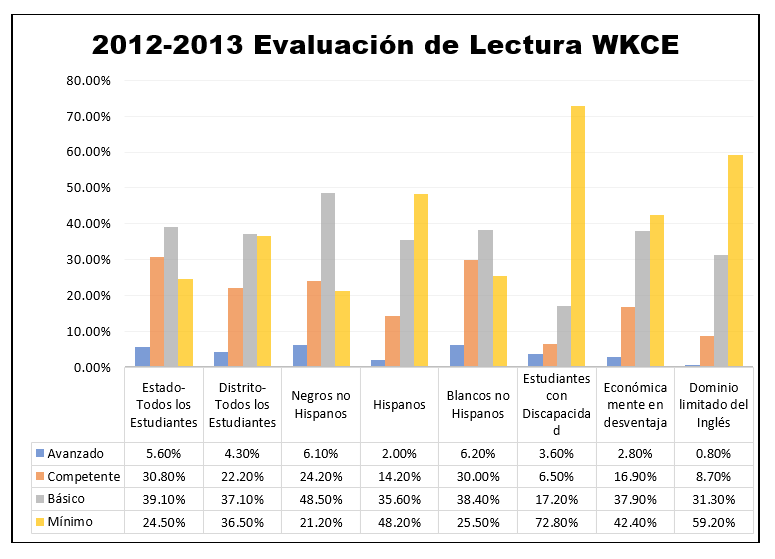 2012-2013 Evaluación de Lectura WKCE
80.00%
70.00%
60.00%
50.00%
40.00%
30.00%
20.00%
10.00%
0.00%
Estado-
Todos los
Estudiantes
Distrito-
Todos los
Estudiantes
Negros no
Hispanos
Hispanos
Blancos no
Hispanos
Estudiantes
con
Discapacida
d
Económica
mente en
desventaja
Dominio
limitado del
Inglés
Avanzado 5.60% 4.30% 6.10% 2.00% 6.20% 3.60% 2.80% 0.80%
Competente 30.80% 22.20% 24.20% 14.20% 30.00% 6.50% 16.90% 8.70%
Básico 39.10% 37.10% 48.50% 35.60% 38.40% 17.20% 37.90% 31.30%
Mínimo 24.50% 36.50% 21.20% 48.20% 25.50% 72.80% 42.40% 59.20%